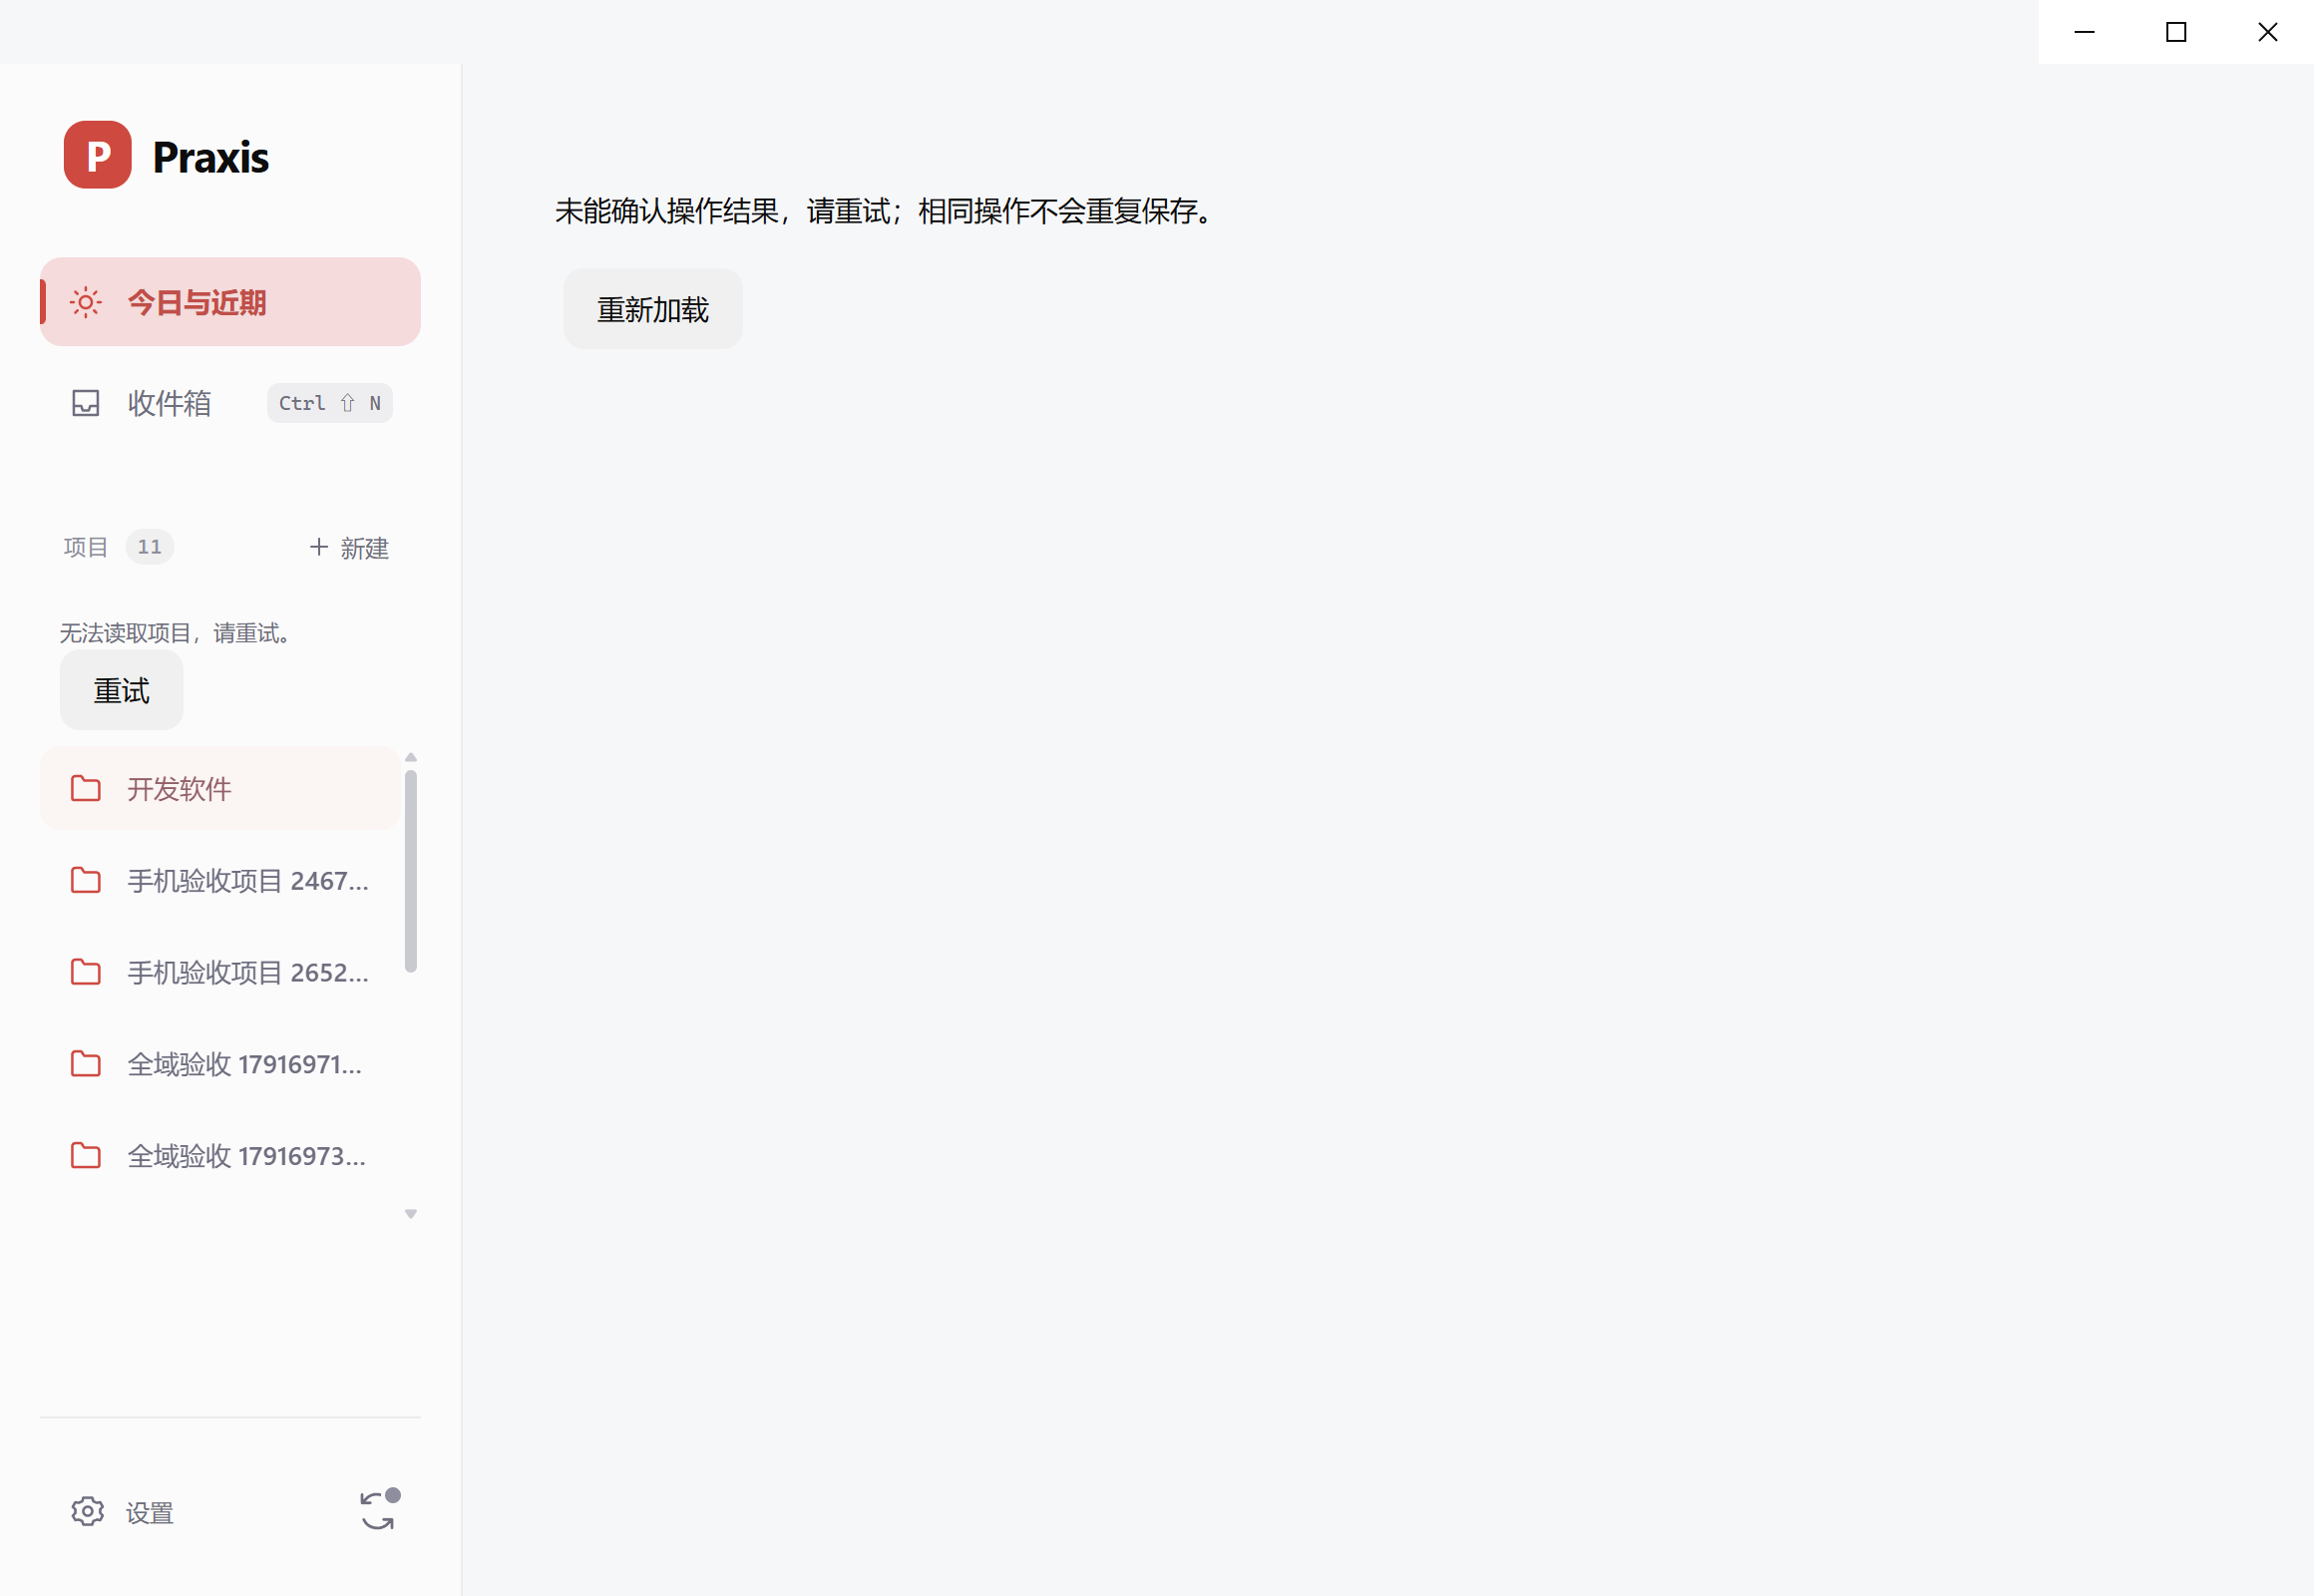 P Praxis
今日与近期
收件箱 Ctrl ⇧ N
项目 11 + 新建
无法读取项目，请重试。
重试
开发软件
手机验收项目 2467...
手机验收项目 2652...
全域验收 17916971...
全域验收 17916973...
设置
未能确认操作结果，请重试；相同操作不会重复保存。
重新加载